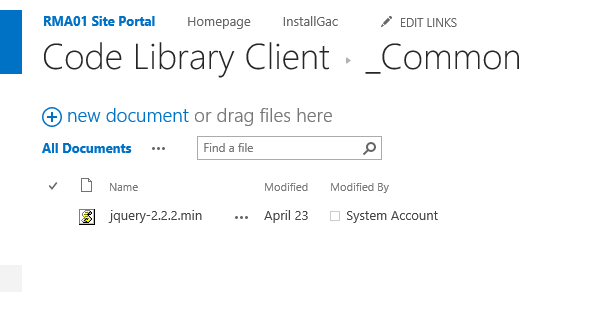 RMA01 Site Portal Homepage InstallGac EDIT LINKS
Code Library Client ▸ _Common
new document or drag files here
All Documents ••• Find a file
Name Modified Modified By
jquery-2.2.2.min ••• April 23 System Account